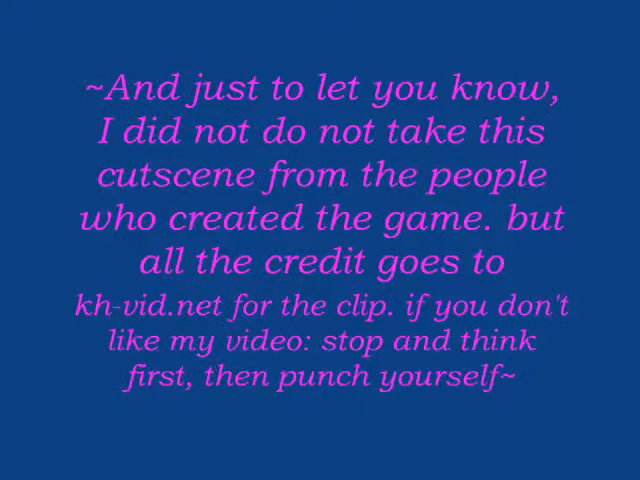 ~And just to let you know,
I did not do not take this
cutscene from the people
who created the game. but
all the credit goes to
kh-vid.net for the clip. if you don't
like my video: stop and think
first, then punch yourself~